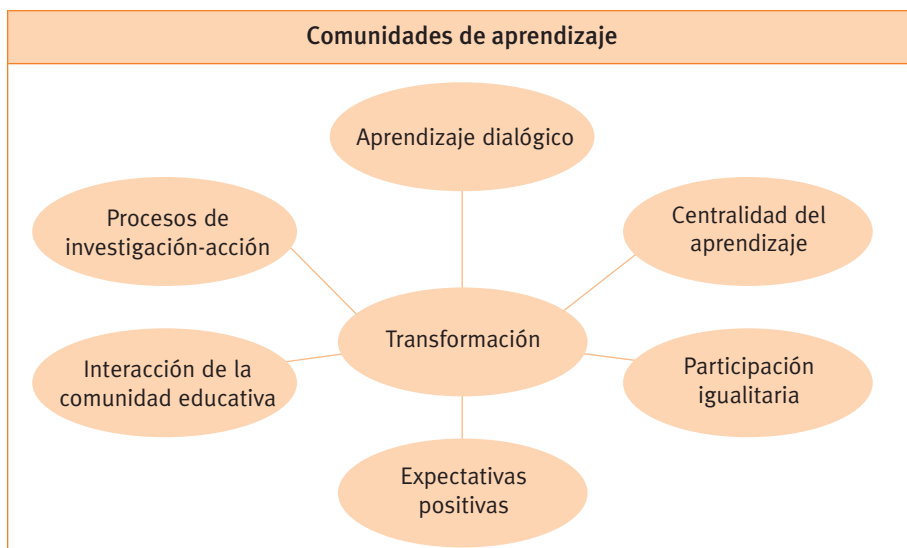 Comunidades de aprendizaje
Aprendizaje dialógico
Procesos de
investigación-acción
Centralidad del
aprendizaje
Transformación
Interacción de la
comunidad educativa
Participación
igualitaria
Expectativas
positivas